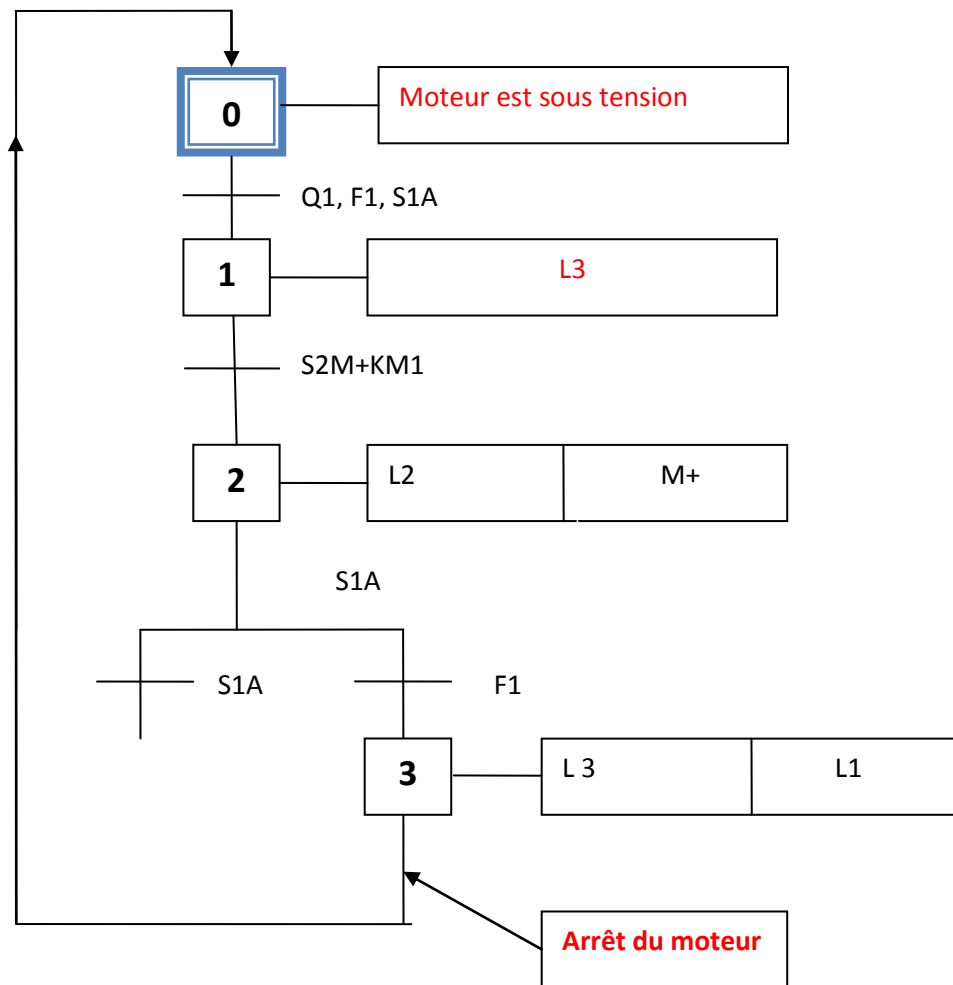 0
Moteur est sous tension
Q1, F1, S1A
1
L3
S2M+KM1
2
L2
M+
S1A
S1A
F1
3
L 3
L1
Arrêt du moteur